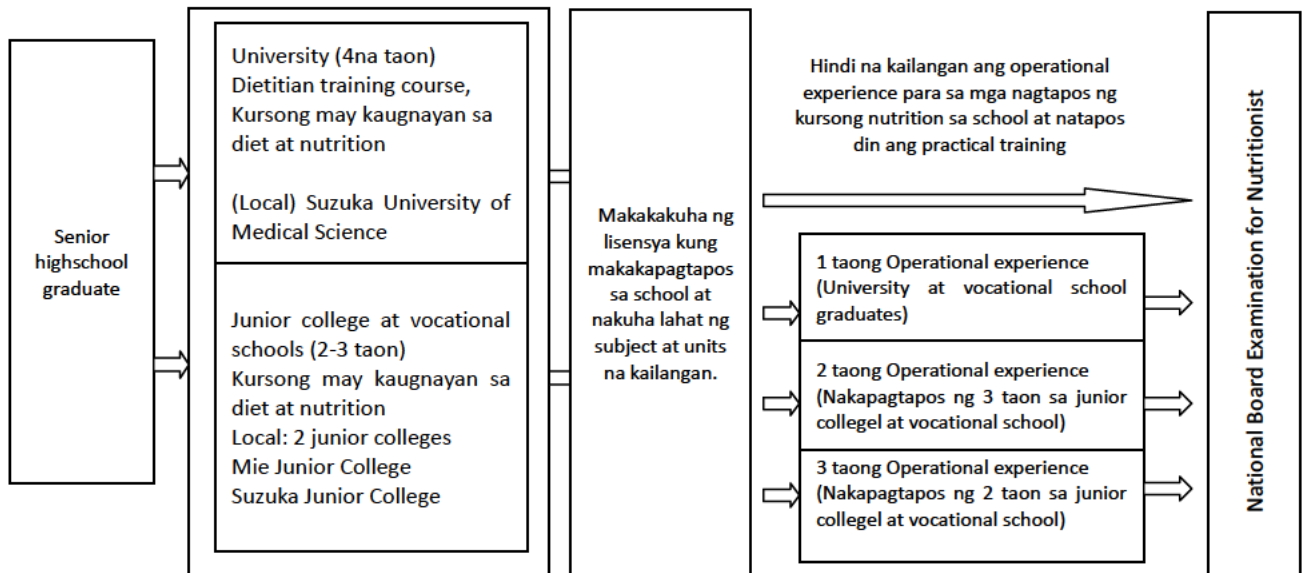 Senior
highschool
graduate
University (4na taon)
Dietitian training course,
Kursong may kaugnayan sa
diet at nutrition
(Local) Suzuka University of
Medical Science
Junior college at vocational
schools (2-3 taon)
Kursong may kaugnayan sa
diet at nutrition
Local: 2 junior colleges
Mie Junior College
Suzuka Junior College
Makakakuha ng
lisensya kung
makakapagtapos
sa school at
nakuha lahat ng
subject at units
na kailangan.
Hindi na kailangan ang operational
experience para sa mga nagtapos ng
kursong nutrition sa school at natapos
din ang practical training
1 taong Operational experience
(University at vocational school
graduates)
2 taong Operational experience
(Nakapagtapos ng 3 taon sa junior
collegel at vocational school)
3 taong Operational experience
(Nakapagtapos ng 2 taon sa junior
collegel at vocational school)
National Board Examination for Nutritionist